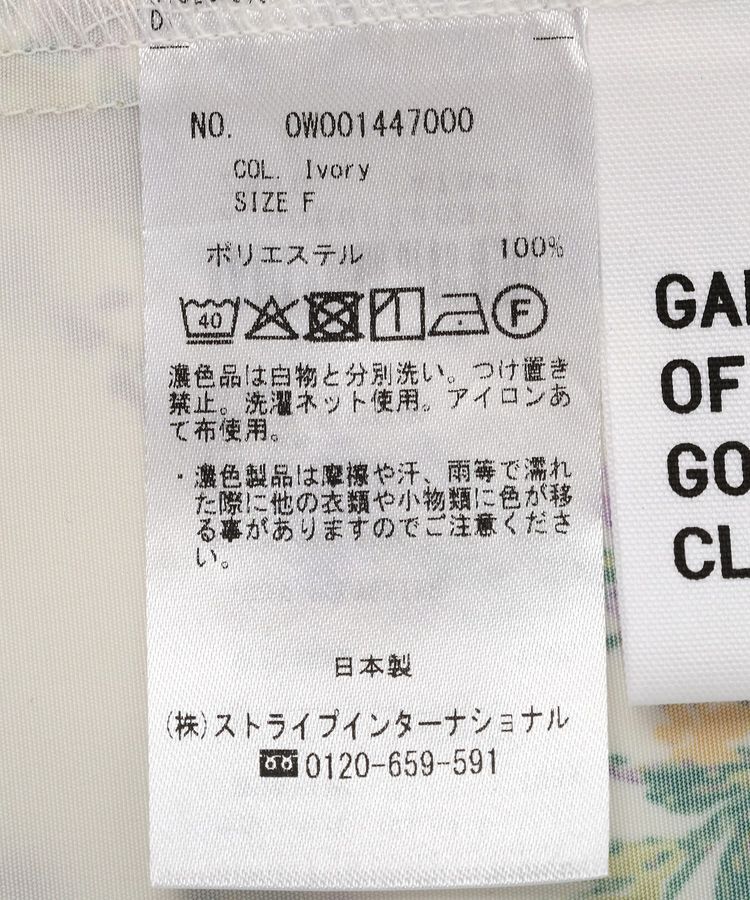 D
NO. OW001447000
COL. Ivory
SIZE F
ポリエステル 100%
40
F
濃色品は白物と分別洗い。つけ置き
禁止。洗濯ネット使用。アイロンあ
て布使用。
・濃色製品は摩擦や汗、雨等で濡れ
た際に他の衣類や小物類に色が移
る事がありますのでご注意くださ
い。
日本製
(株)ストライプインターナショナル
0120-659-591
OF
GO
CL